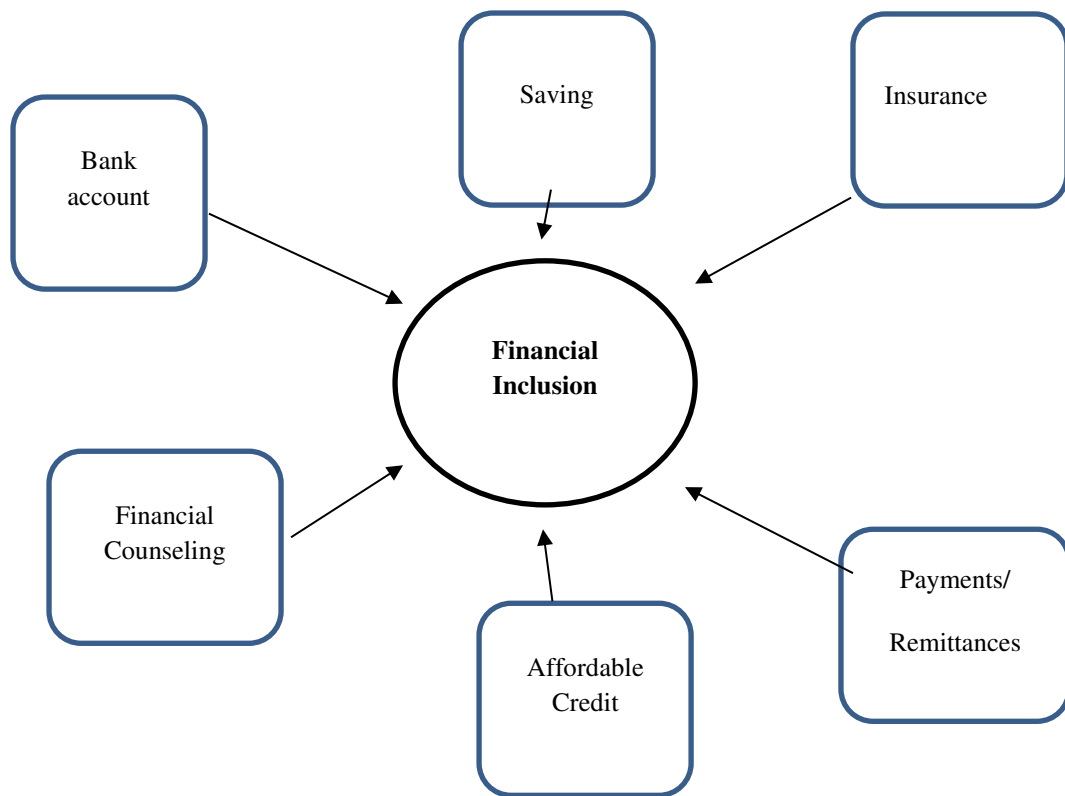 Saving
Insurance
Bank
account
Financial
Inclusion
Financial
Counseling
Payments/
Remittances
Affordable
Credit